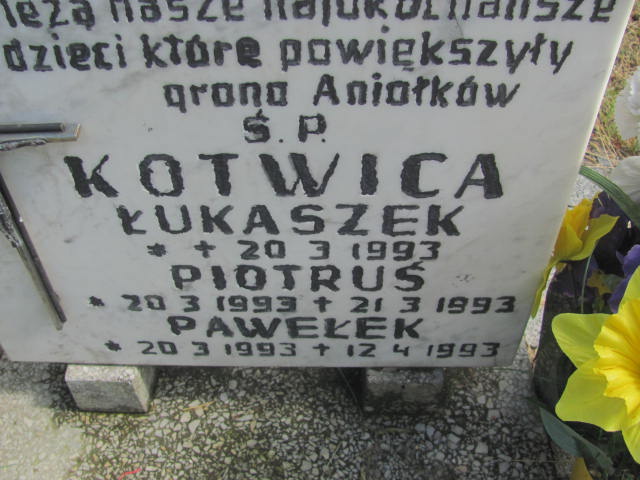 leżą nasze najukochańsze
dzieci które powiększyły
grono Aniołków
Ś.P.
KOTWICA
ŁUKASZEK
* + 20 3 1993
PIOTRUŚ
* 20 3 1993 + 21 3 1993
PAWEŁEK
* 20 3 1993 + 12 4 1993